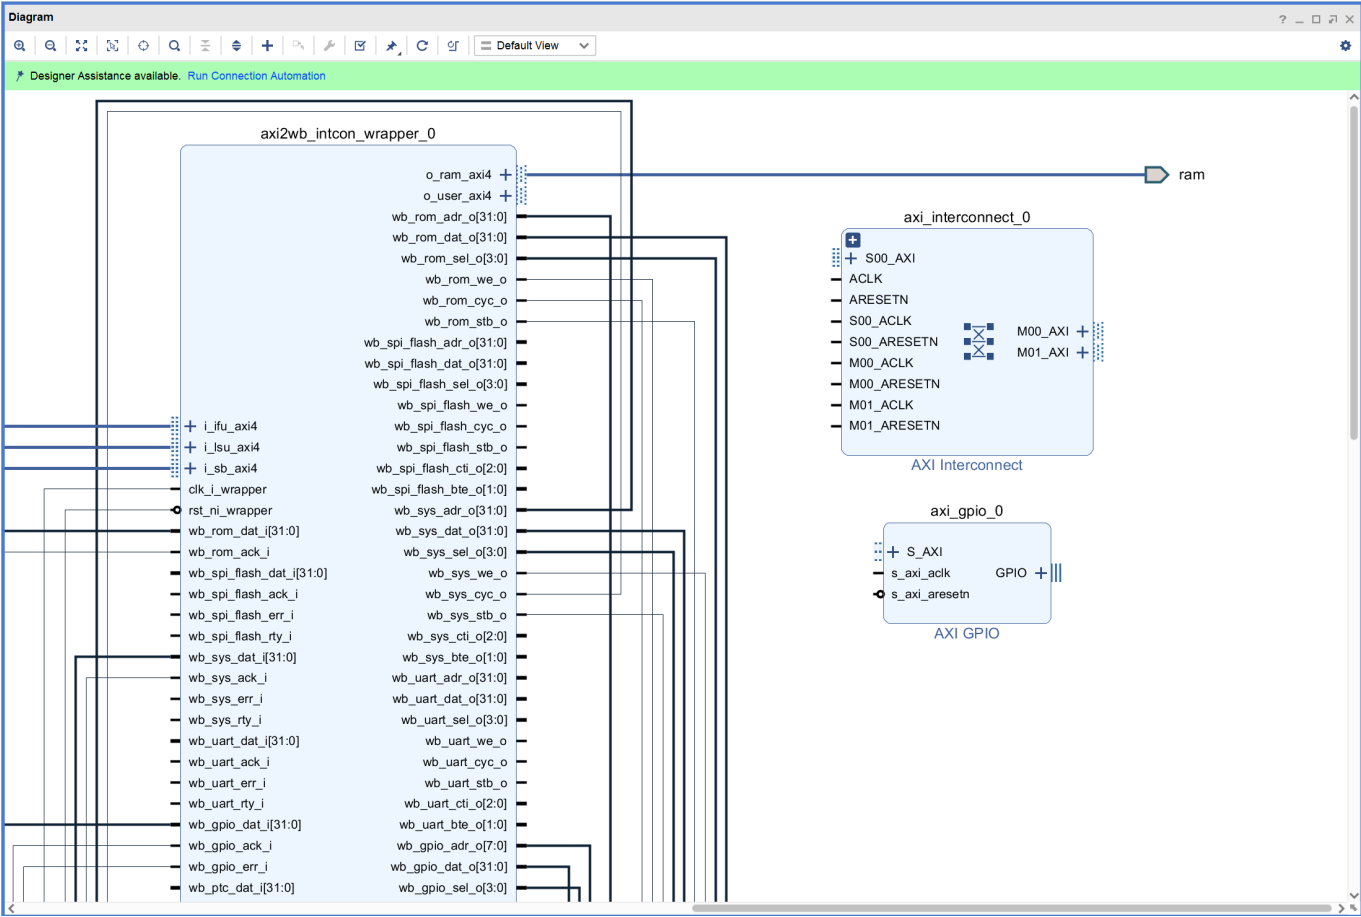 Diagram
?
Default View
Designer Assistance available. Run Connection Automation
axi2wb_intcon_wrapper_0
o_ram_axi4
o_user_axi4
wb_rom_adr_o[31:0]
wb_rom_dat_o[31:0]
wb_rom_sel_o[3:0]
wb_rom_we_o
wb_rom_cyc_o
wb_rom_stb_o
wb_spi_flash_adr_o[31:0]
wb_spi_flash_dat_o[31:0]
wb_spi_flash_sel_o[3:0]
wb_spi_flash_we_o
i_ifu_axi4 wb_spi_flash_cyc_o
i_lsu_axi4 wb_spi_flash_stb_o
i_sb_axi4 wb_spi_flash_cti_o[2:0]
clk_i_wrapper wb_spi_flash_bte_o[1:0]
rst_ni_wrapper wb_sys_adr_o[31:0]
wb_rom_dat_i[31:0] wb_sys_dat_o[31:0]
wb_rom_ack_i wb_sys_sel_o[3:0]
wb_spi_flash_dat_i[31:0] wb_sys_we_o
wb_spi_flash_ack_i wb_sys_cyc_o
wb_spi_flash_err_i wb_sys_stb_o
wb_spi_flash_rty_i wb_sys_cti_o[2:0]
wb_sys_dat_i[31:0] wb_sys_bte_o[1:0]
wb_sys_ack_i wb_uart_adr_o[31:0]
wb_sys_err_i wb_uart_dat_o[31:0]
wb_sys_rty_i wb_uart_sel_o[3:0]
wb_uart_dat_i[31:0] wb_uart_we_o
wb_uart_ack_i wb_uart_cyc_o
wb_uart_err_i wb_uart_stb_o
wb_uart_rty_i wb_uart_cti_o[2:0]
wb_gpio_dat_i[31:0] wb_uart_bte_o[1:0]
wb_gpio_ack_i wb_gpio_adr_o[7:0]
wb_gpio_err_i wb_gpio_dat_o[31:0]
wb_ptc_dat_i[31:0] wb_gpio_sel_o[3:0]
ram
axi_interconnect_0
S00_AXI
ACLK
ARESETN
S00_ACLK
S00_ARESETN M00_AXI
M00_ACLK M01_AXI
M00_ARESETN
M01_ACLK
M01_ARESETN
AXI Interconnect
axi_gpio_0
S_AXI
s_axi_aclk GPIO
s_axi_aresetn
AXI GPIO